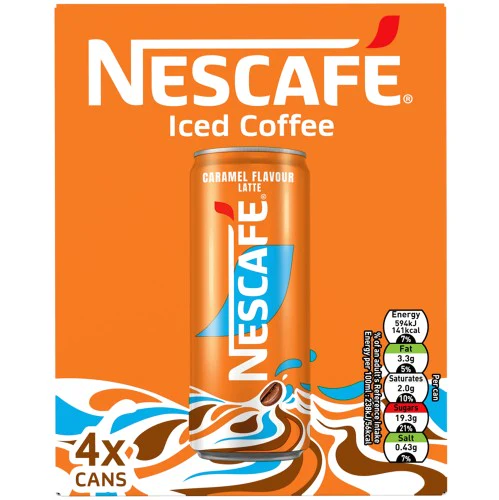 NESCAFÉ®
Iced Coffee
CARAMEL FLAVOUR
LATTE
NESCAFÉ®
4x
CANS
Energy
594kJ
141kcal
7%
Fat
3.3g
5%
Saturates
2.0g
10%
Sugars
19.3g
21%
Salt
0.43g
7%
Per can
% of an adult's Reference Intake
Energy per 100ml: 238kJ/56kcal